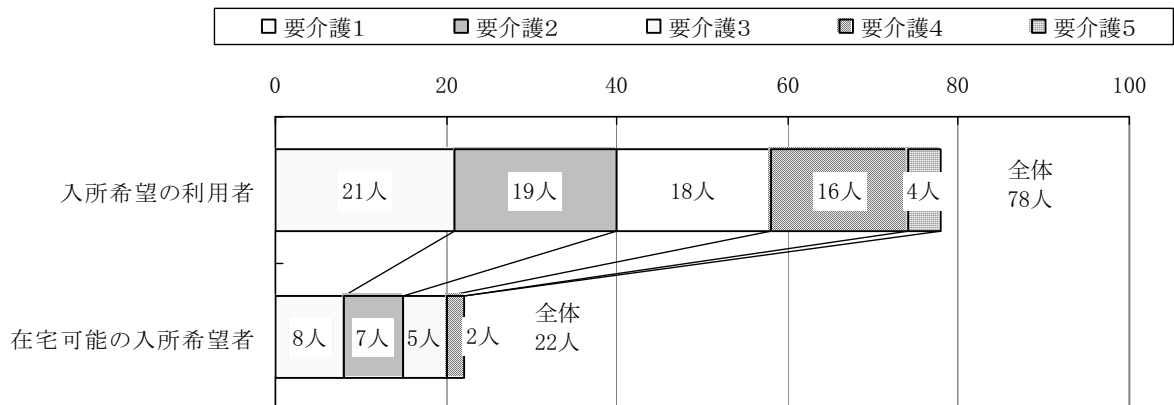 要介護1 要介護2 要介護3 要介護4 要介護5
0 20 40 60 80 100
入所希望の利用者 21人 19人 18人 16人 4人 全体
78人
在宅可能の入所希望者 8人 7人 5人 2人 全体
22人